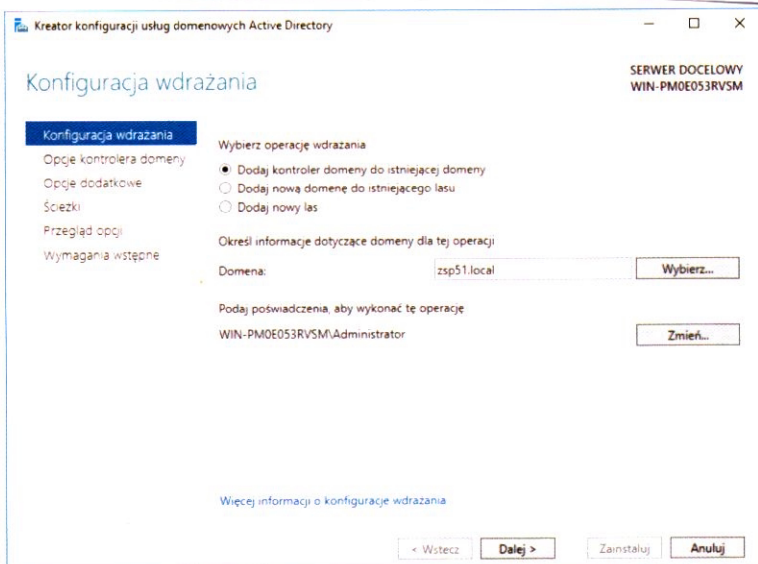 Kreator konfiguracji usług domenowych Active Directory
Konfiguracja wdrażania
SERWER DOCELOWY
WIN-PM0E053RVSM
Konfiguracja wdrażania
Opcje kontrolera domeny
Opcje dodatkowe
Ścieżki
Przegląd opcji
Wymagania wstępne
Wybierz operację wdrażania
Dodaj kontroler domeny do istniejącej domeny
Dodaj nową domenę do istniejącego lasu
Dodaj nowy las
Określ informacje dotyczące domeny dla tej operacji
Domena:
zsp51.local
Wybierz...
Podaj poświadczenia, aby wykonać tę operację
WIN-PM0E053RVSM\Administrator
Zmień...
Więcej informacji o konfiguracje wdrażania
< Wstecz
Dalej >
Zainstaluj
Anuluj